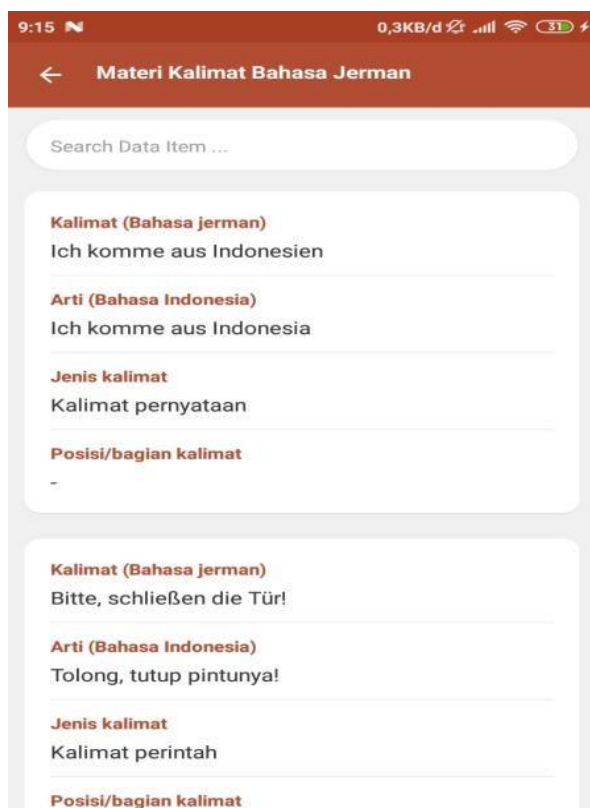 9:15 0,3KB/d 31
Materi Kalimat Bahasa Jerman
Search Data Item ...
Kalimat (Bahasa jerman)
Ich komme aus Indonesien
Arti (Bahasa Indonesia)
Ich komme aus Indonesia
Jenis kalimat
Kalimat pernyataan
Posisi/bagian kalimat
-
Kalimat (Bahasa jerman)
Bitte, schließen die Tür!
Arti (Bahasa Indonesia)
Tolong, tutup pintunya!
Jenis kalimat
Kalimat perintah
Posisi/bagian kalimat